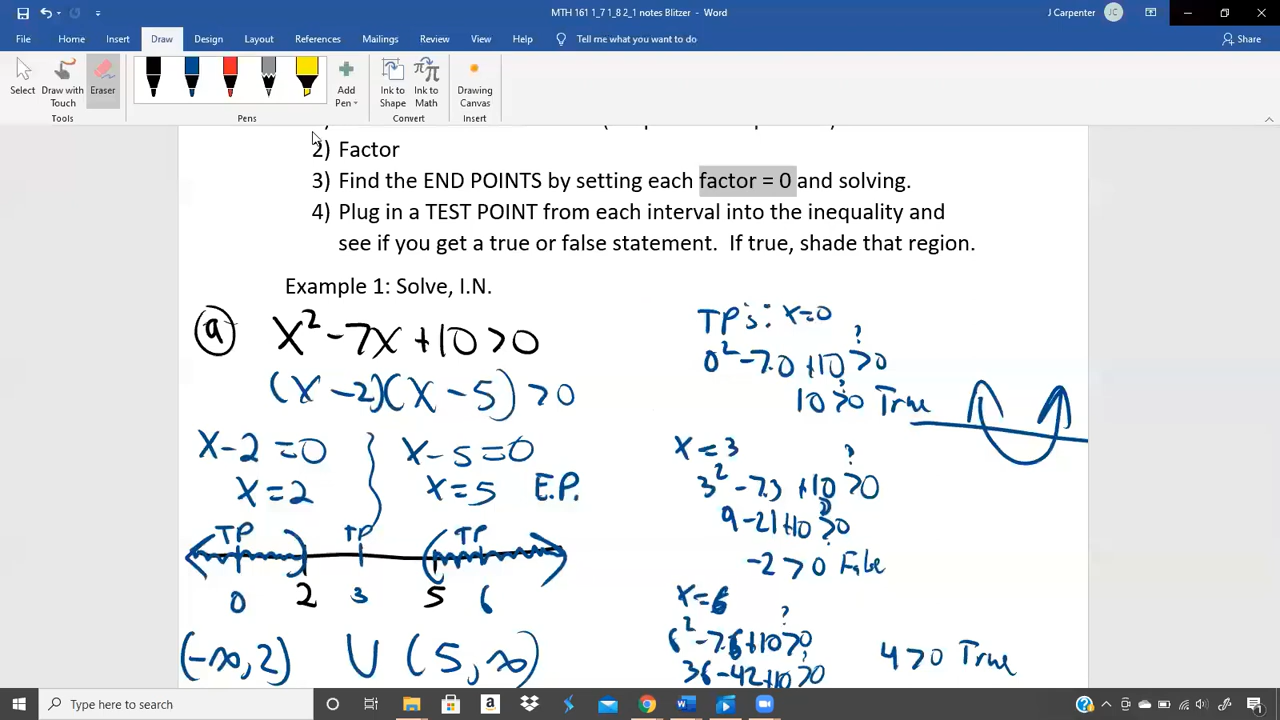 MTH 161 1_7 1_8 2_1 notes Blitzer - Word
J Carpenter
JC
File Home Insert Draw Design Layout References Mailings Review View Help Tell me what you want to do
Share
Select
Draw with Touch
Eraser
Add Pen
Ink to Shape
Ink to Math
Drawing Canvas
Tools
Pens
Convert
Insert
2) Factor
3) Find the END POINTS by setting each factor = 0 and solving.
4) Plug in a TEST POINT from each interval into the inequality and
see if you get a true or false statement. If true, shade that region.
Example 1: Solve, I.N.
a x² - 7x + 10 > 0
(x - 2)(x - 5) > 0
x - 2 = 0
x - 5 = 0
x = 2
x = 5 E.P.
TP TP TP
0 2 3 5 6
(-∞, 2) ∪ (5, ∞)
TP's: x = 0
0² - 7·0 + 10 >? 0
10 >? 0 True
x = 3
3² - 7·3 + 10 >? 0
9 - 21 + 10 >? 0
-2 > 0 False
x = 6
6² - 7·6 + 10 >? 0
36 - 42 + 10 >? 0
4 > 0 True
Type here to search